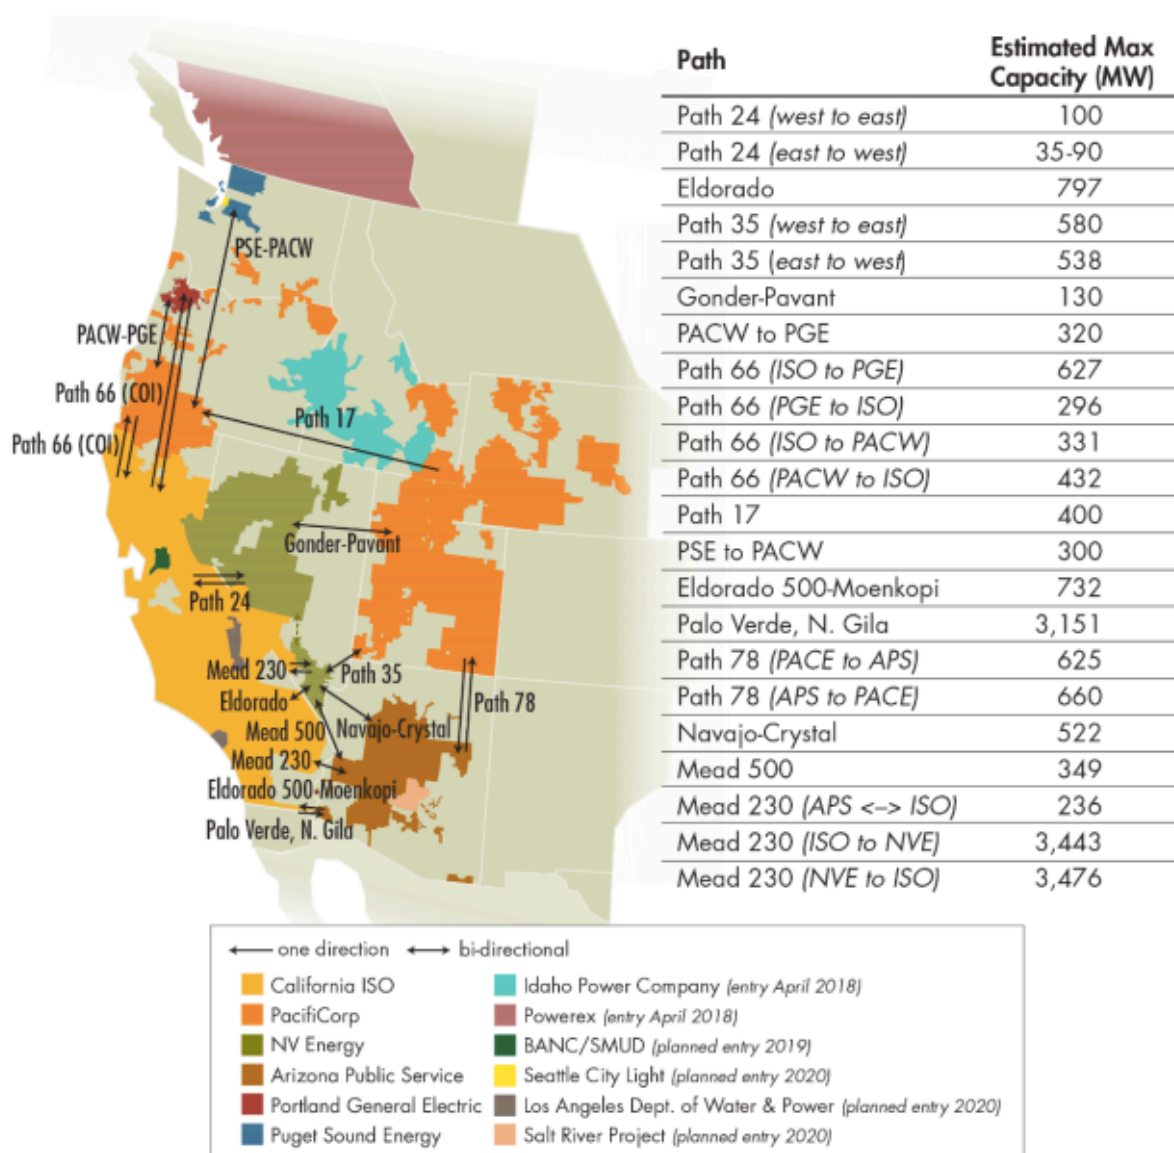 PSE-PACW
PACW-PGE
Path 66 (COI)
Path 66 (COI)
Path 17
Gonder-Pavant
Path 24
Mead 230
Path 35
Eldorado
Path 78
Mead 500
Navajo-Crystal
Mead 230
Eldorado 500-Moenkopi
Palo Verde, N. Gila
Path Estimated Max Capacity (MW)
Path 24 (west to east) 100
Path 24 (east to west) 35-90
Eldorado 797
Path 35 (west to east) 580
Path 35 (east to west) 538
Gonder-Pavant 130
PACW to PGE 320
Path 66 (ISO to PGE) 627
Path 66 (PGE to ISO) 296
Path 66 (ISO to PACW) 331
Path 66 (PACW to ISO) 432
Path 17 400
PSE to PACW 300
Eldorado 500-Moenkopi 732
Palo Verde, N. Gila 3,151
Path 78 (PACE to APS) 625
Path 78 (APS to PACE) 660
Navajo-Crystal 522
Mead 500 349
Mead 230 (APS <–> ISO) 236
Mead 230 (ISO to NVE) 3,443
Mead 230 (NVE to ISO) 3,476
one direction bi-directional
California ISO
PacifiCorp
NV Energy
Arizona Public Service
Portland General Electric
Puget Sound Energy
Idaho Power Company (entry April 2018)
Powerex (entry April 2018)
BANC/SMUD (planned entry 2019)
Seattle City Light (planned entry 2020)
Los Angeles Dept. of Water & Power (planned entry 2020)
Salt River Project (planned entry 2020)